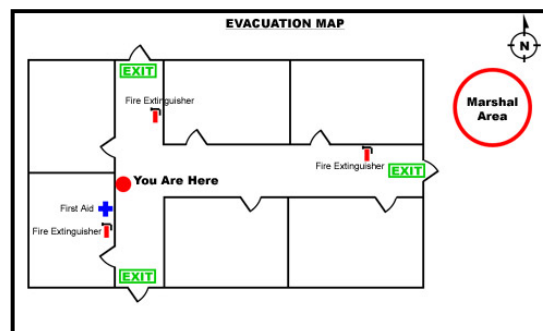 EVACUATION MAP
N
EXIT
Fire Extinguisher
Marshal
Area
Fire Extinguisher
EXIT
You Are Here
First Aid
Fire Extinguisher
EXIT